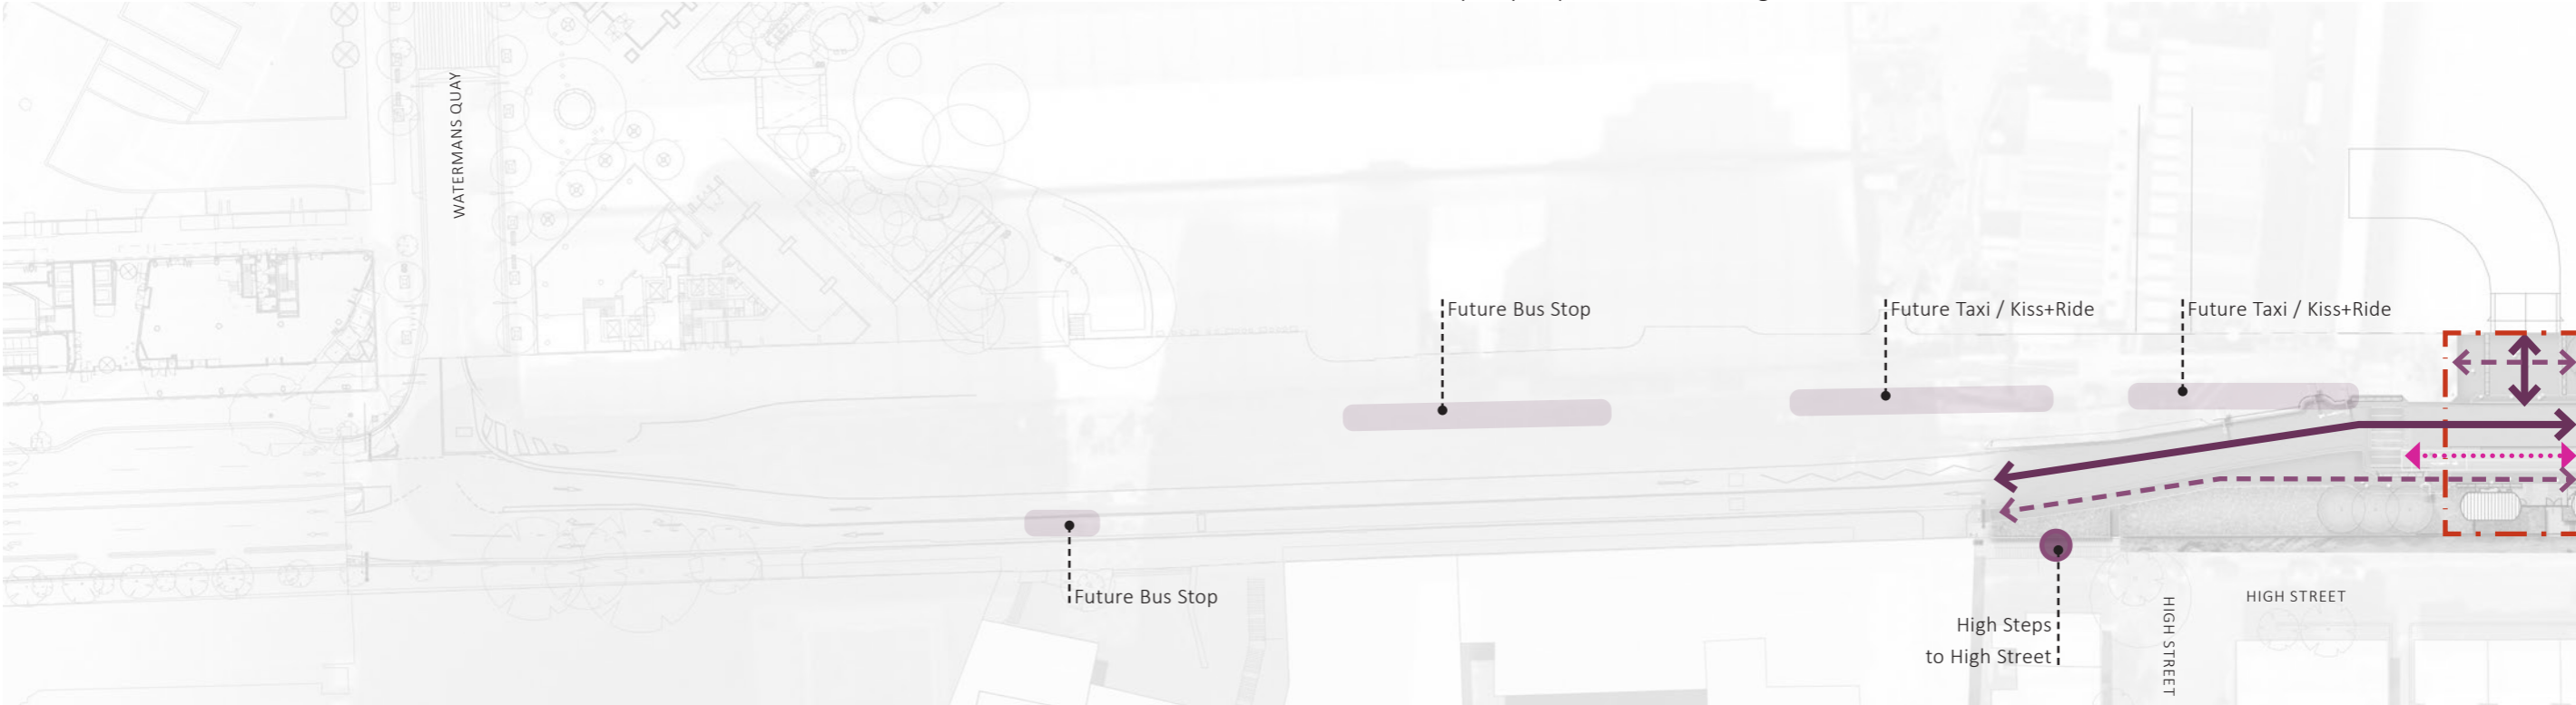 WATERMANS QUAY
Future Bus Stop
Future Taxi / Kiss+Ride
Future Taxi / Kiss+Ride
Future Bus Stop
High Steps
to High Street
HIGH STREET
HIGH STREET